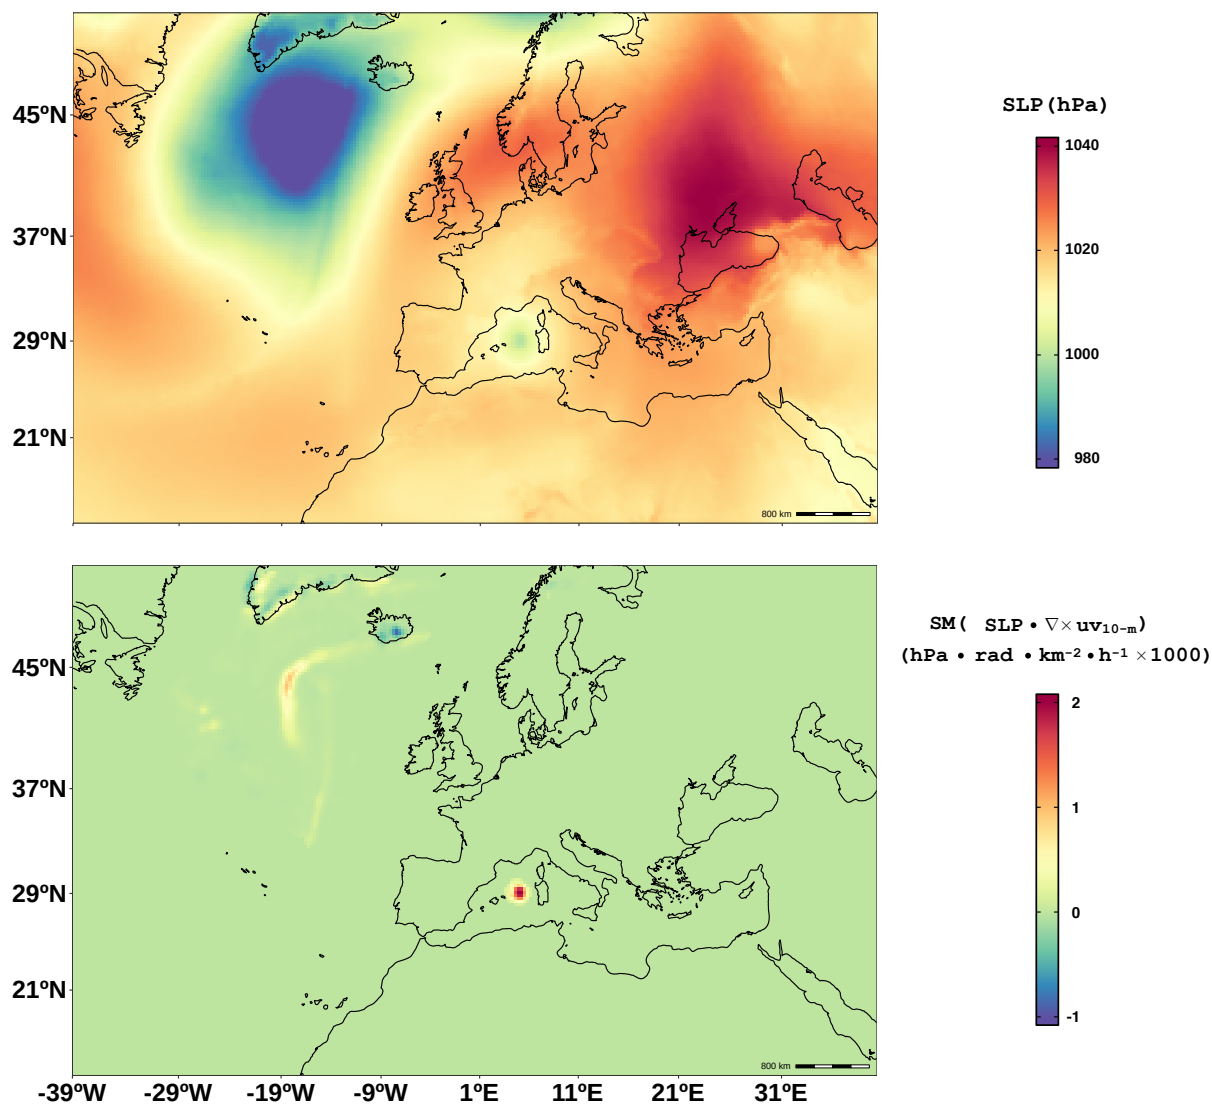 45ºN
37ºN
29ºN
21ºN
800 km
SLP(hPa)
1040
1020
1000
980
45ºN
37ºN
29ºN
21ºN
800 km
-39ºW -29ºW -19ºW -9ºW 1ºE 11ºE 21ºE 31ºE
SM( SLP • ∇× uv₁₀₋ₘ)
(hPa • rad • km⁻² • h⁻¹ ×1000)
2
1
0
-1